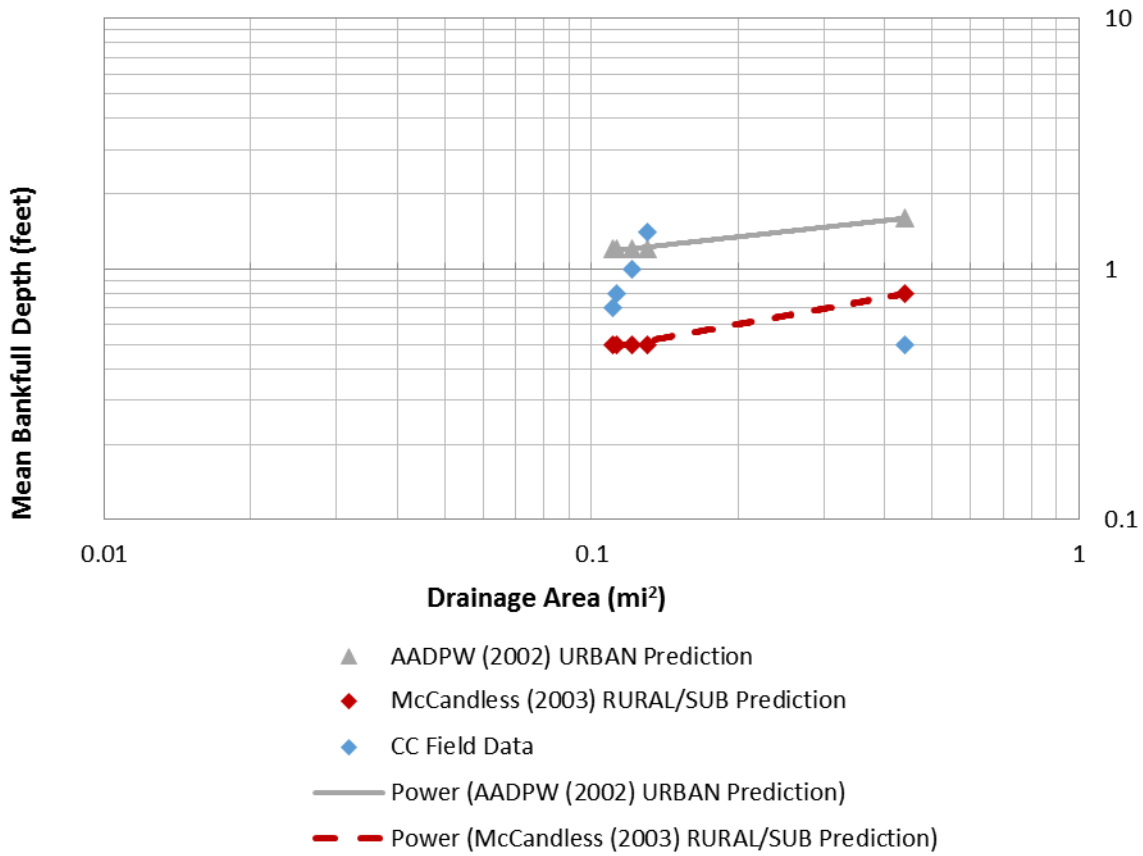 10
1
0.1
Mean Bankfull Depth (feet)
0.01
0.1
1
Drainage Area (mi²)
AADPW (2002) URBAN Prediction
McCandless (2003) RURAL/SUB Prediction
CC Field Data
Power (AADPW (2002) URBAN Prediction)
Power (McCandless (2003) RURAL/SUB Prediction)